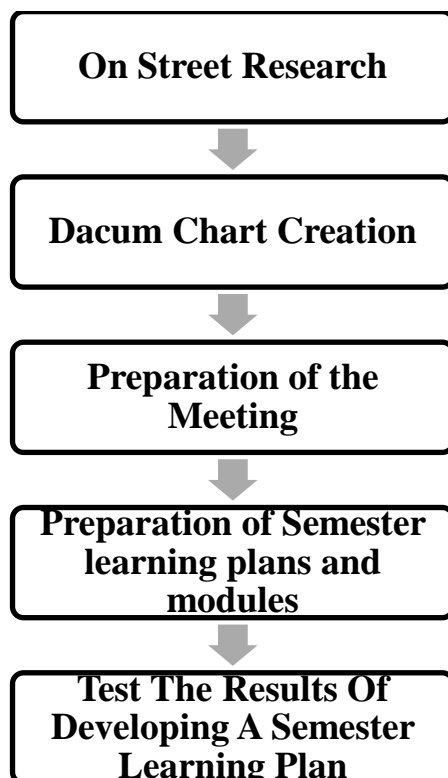 On Street Research
Dacum Chart Creation
Preparation of the
Meeting
Preparation of Semester
learning plans and
modules
Test The Results Of
Developing A Semester
Learning Plan